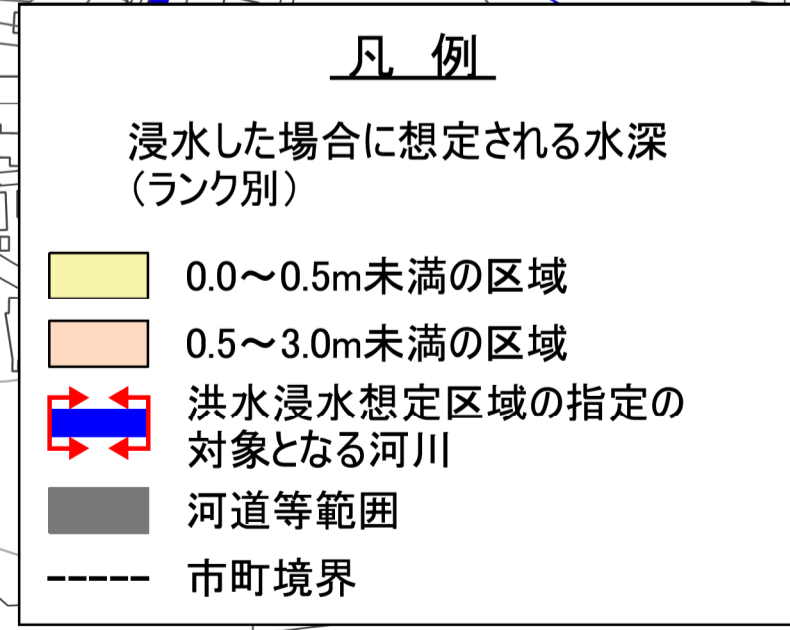 凡 例
浸水した場合に想定される水深
（ランク別）
0.0～0.5m未満の区域
0.5～3.0m未満の区域
洪水浸水想定区域の指定の
対象となる河川
河道等範囲
市町境界